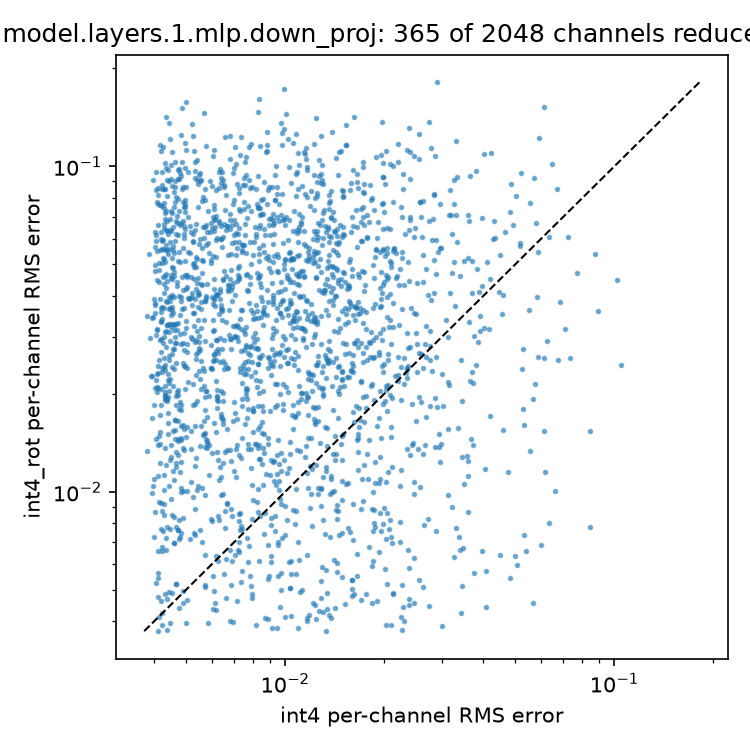 model.layers.1.mlp.down_proj: 365 of 2048 channels
10⁻¹
10⁻²
int4_rot per-channel RMS error
10⁻²
10⁻¹
int4 per-channel RMS error